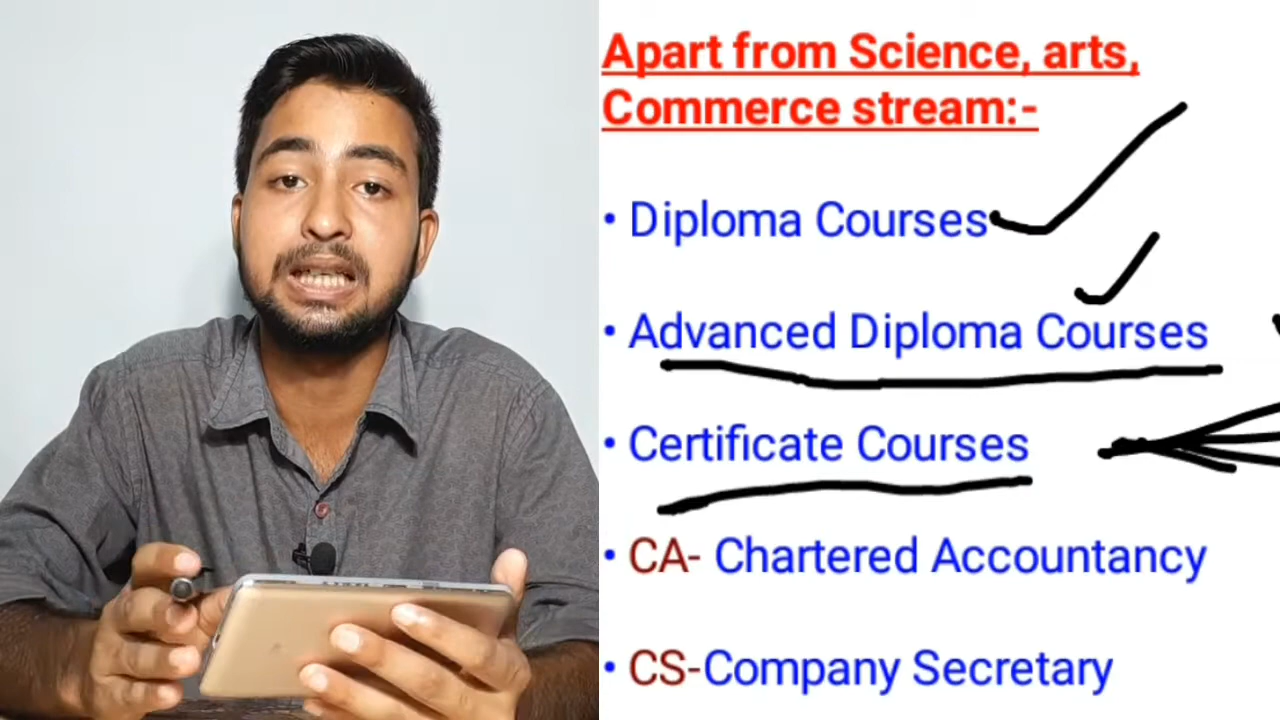 Apart from Science, arts,
Commerce stream:-
• Diploma Courses
• Advanced Diploma Courses
• Certificate Courses
• CA- Chartered Accountancy
• CS-Company Secretary